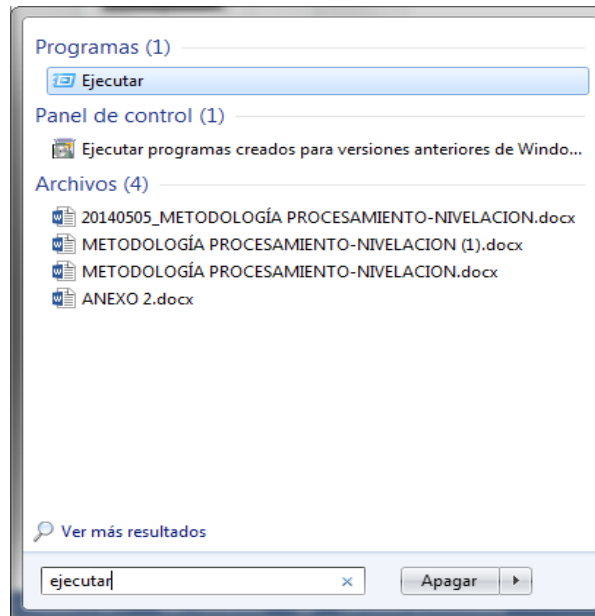 Programas (1)
Ejecutar
Panel de control (1)
Ejecutar programas creados para versiones anteriores de Windo...
Archivos (4)
20140505_METODOLOGÍA PROCESAMIENTO-NIVELACION.docx
METODOLOGÍA PROCESAMIENTO-NIVELACION (1).docx
METODOLOGÍA PROCESAMIENTO-NIVELACION.docx
ANEXO 2.docx
Ver más resultados
ejecutar
Apagar